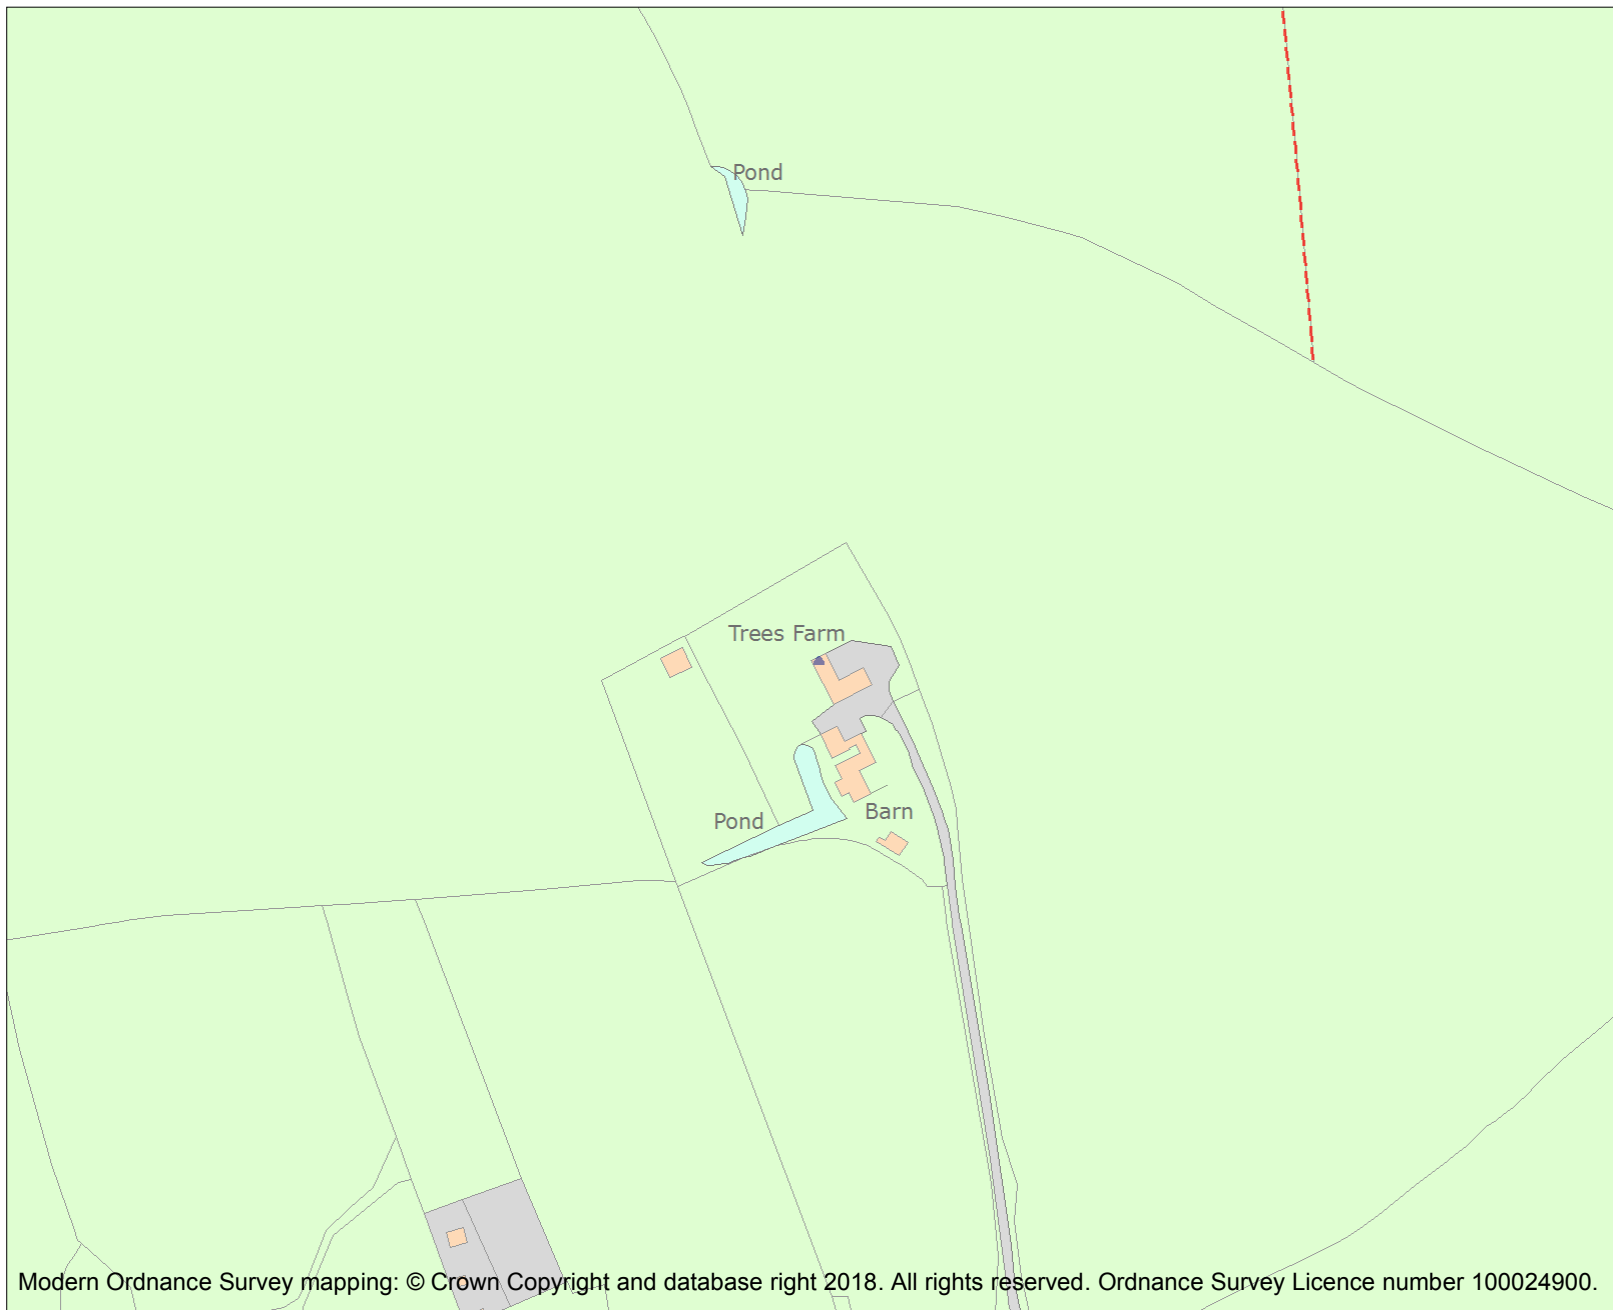 Pond
Trees Farm
Barn
Pond
Modern Ordnance Survey mapping: © Crown Copyright and database right 2018. All rights reserved. Ordnance Survey Licence number 100024900.